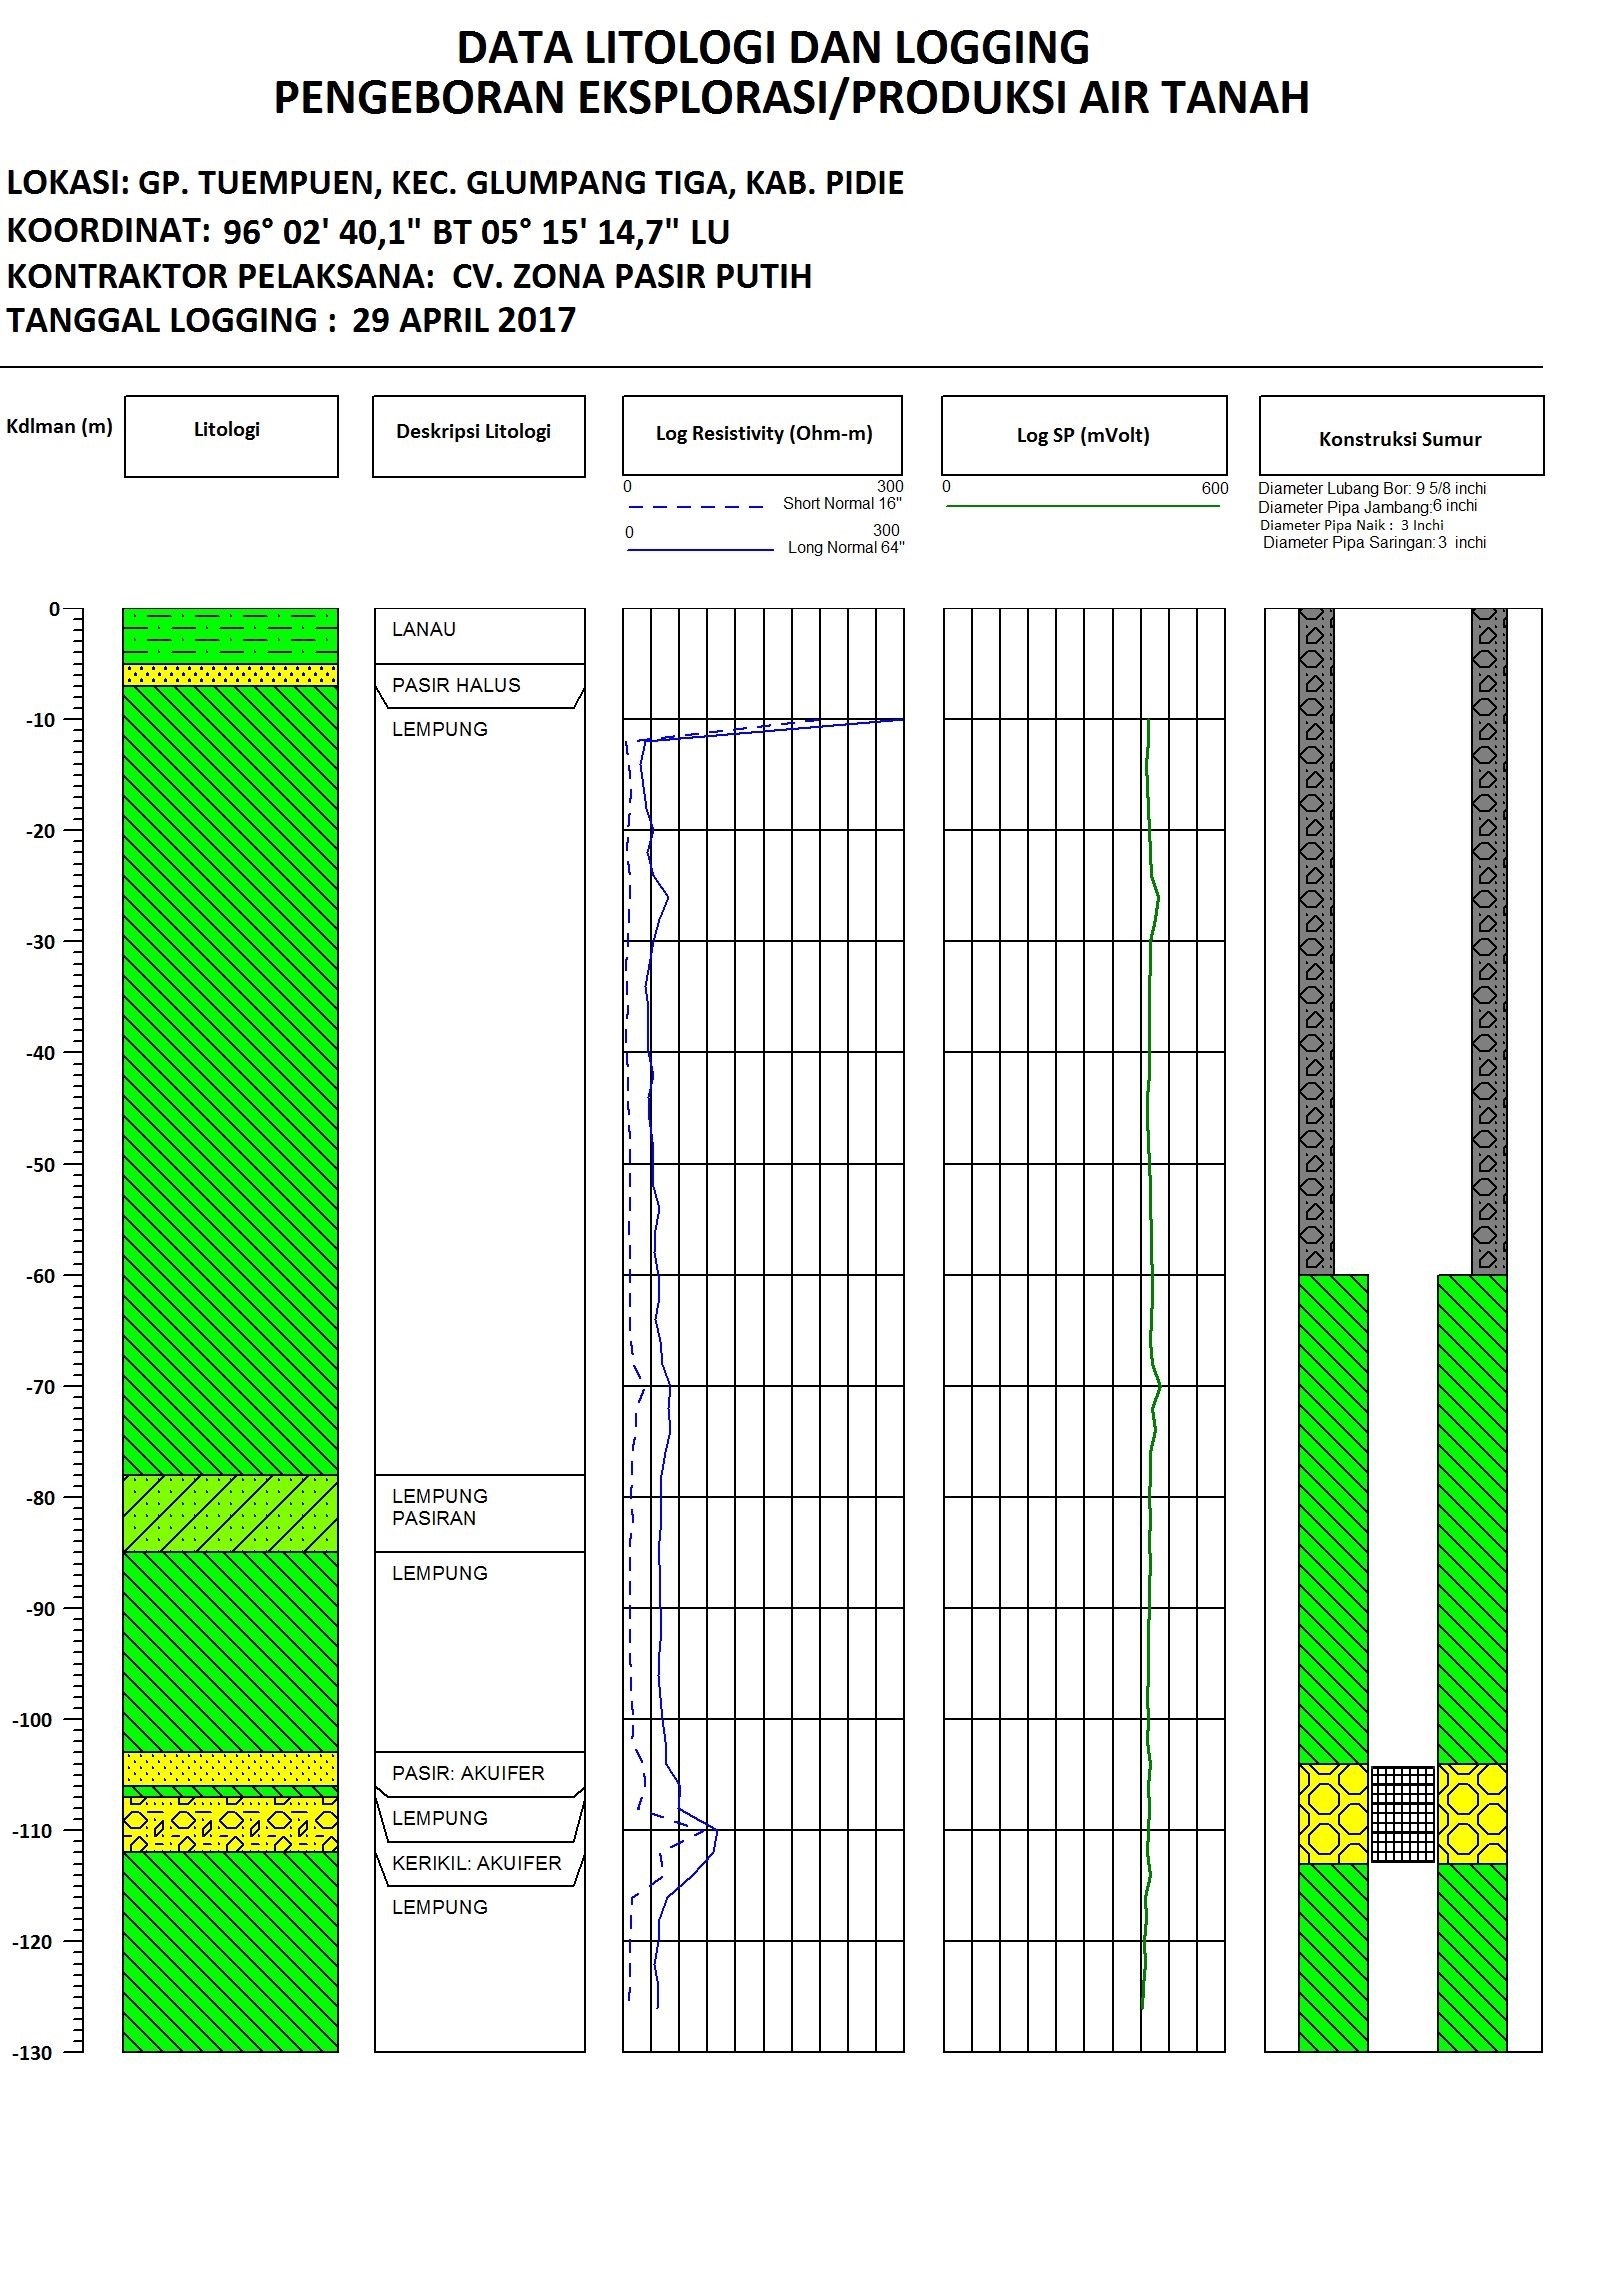 DATA LITOLOGI DAN LOGGING
PENGEBORAN EKSPLORASI/PRODUKSI AIR TANAH
LOKASI: GP. TUEMPUEN, KEC. GLUMPANG TIGA, KAB. PIDIE
KOORDINAT: 96° 02' 40,1" BT 05° 15' 14,7" LU
KONTRAKTOR PELAKSANA: CV. ZONA PASIR PUTIH
TANGGAL LOGGING : 29 APRIL 2017
Kdlman (m)
Litologi
Deskripsi Litologi
Log Resistivity (Ohm-m)
Log SP (mVolt)
Konstruksi Sumur
0 300
Short Normal 16"
0 300
Long Normal 64"
0 600
Diameter Lubang Bor: 9 5/8 inchi
Diameter Pipa Jambang:6 inchi
Diameter Pipa Naik : 3 Inchi
Diameter Pipa Saringan:3 inchi
0
-10
-20
-30
-40
-50
-60
-70
-80
-90
-100
-110
-120
-130
LANAU
PASIR HALUS
LEMPUNG
LEMPUNG
PASIRAN
LEMPUNG
PASIR: AKUIFER
LEMPUNG
KERIKIL: AKUIFER
LEMPUNG